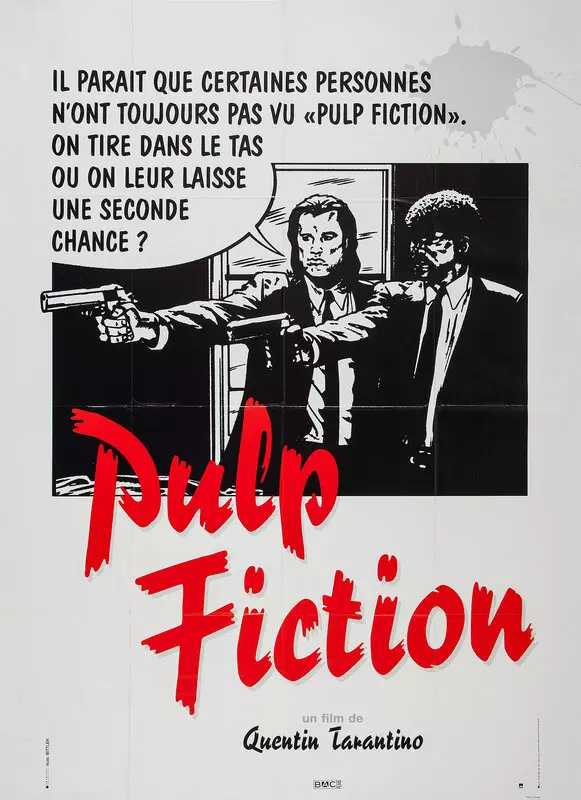 IL PARAIT QUE CERTAINES PERSONNES
N'ONT TOUJOURS PAS VU «PULP FICTION».
ON TIRE DANS LE TAS
OU ON LEUR LAISSE
UNE SECONDE
CHANCE ?
Pulp
Fiction
un film de
Quentin Tarantino
BAC